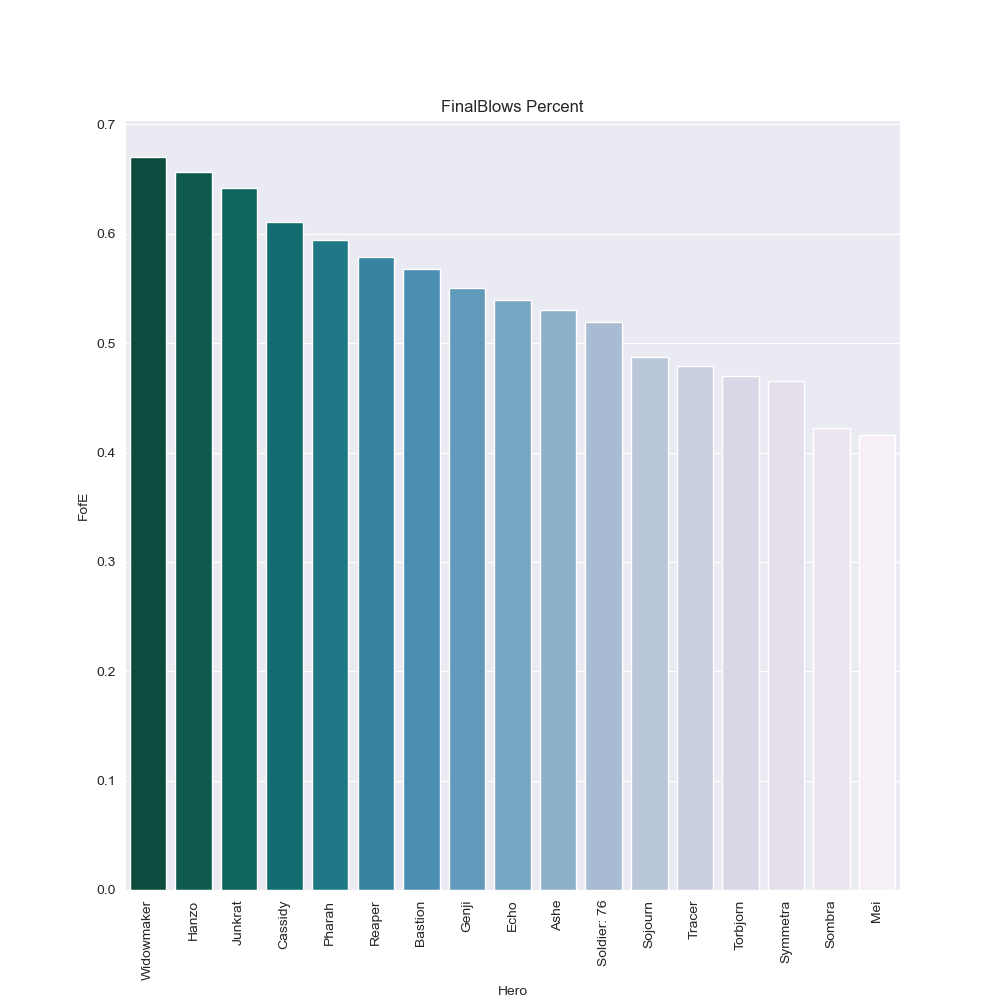 FinalBlows Percent
0.7
0.6
0.5
0.4
0.3
0.2
0.1
0.0
FofE
Widowmaker
Hanzo
Junkrat
Cassidy
Pharah
Reaper
Bastion
Genji
Echo
Ashe
Soldier: 76
Sojourn
Tracer
Torbjorn
Symmetra
Sombra
Mei
Hero